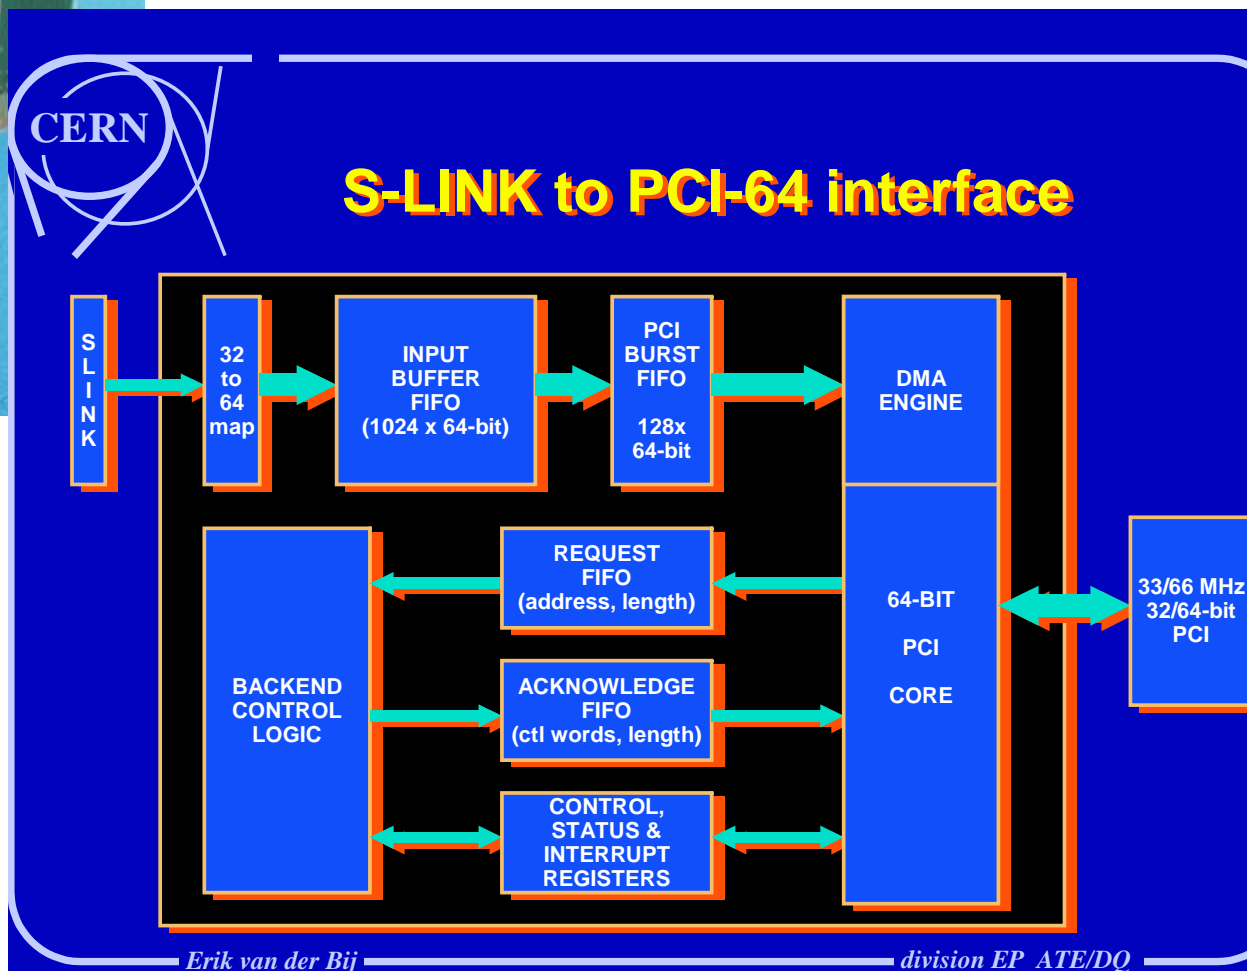 CERN
S-LINK to PCI-64 interface
S
L
I
N
K
32
to
64
map
INPUT
BUFFER
FIFO
(1024 x 64-bit)
PCI
BURST
FIFO
128x
64-bit
DMA
ENGINE
REQUEST
FIFO
(address, length)
64-BIT
PCI
CORE
33/66 MHz
32/64-bit
PCI
BACKEND
CONTROL
LOGIC
ACKNOWLEDGE
FIFO
(ctl words, length)
CONTROL,
STATUS &
INTERRUPT
REGISTERS
Erik van der Bij
division EP ATE/DQ